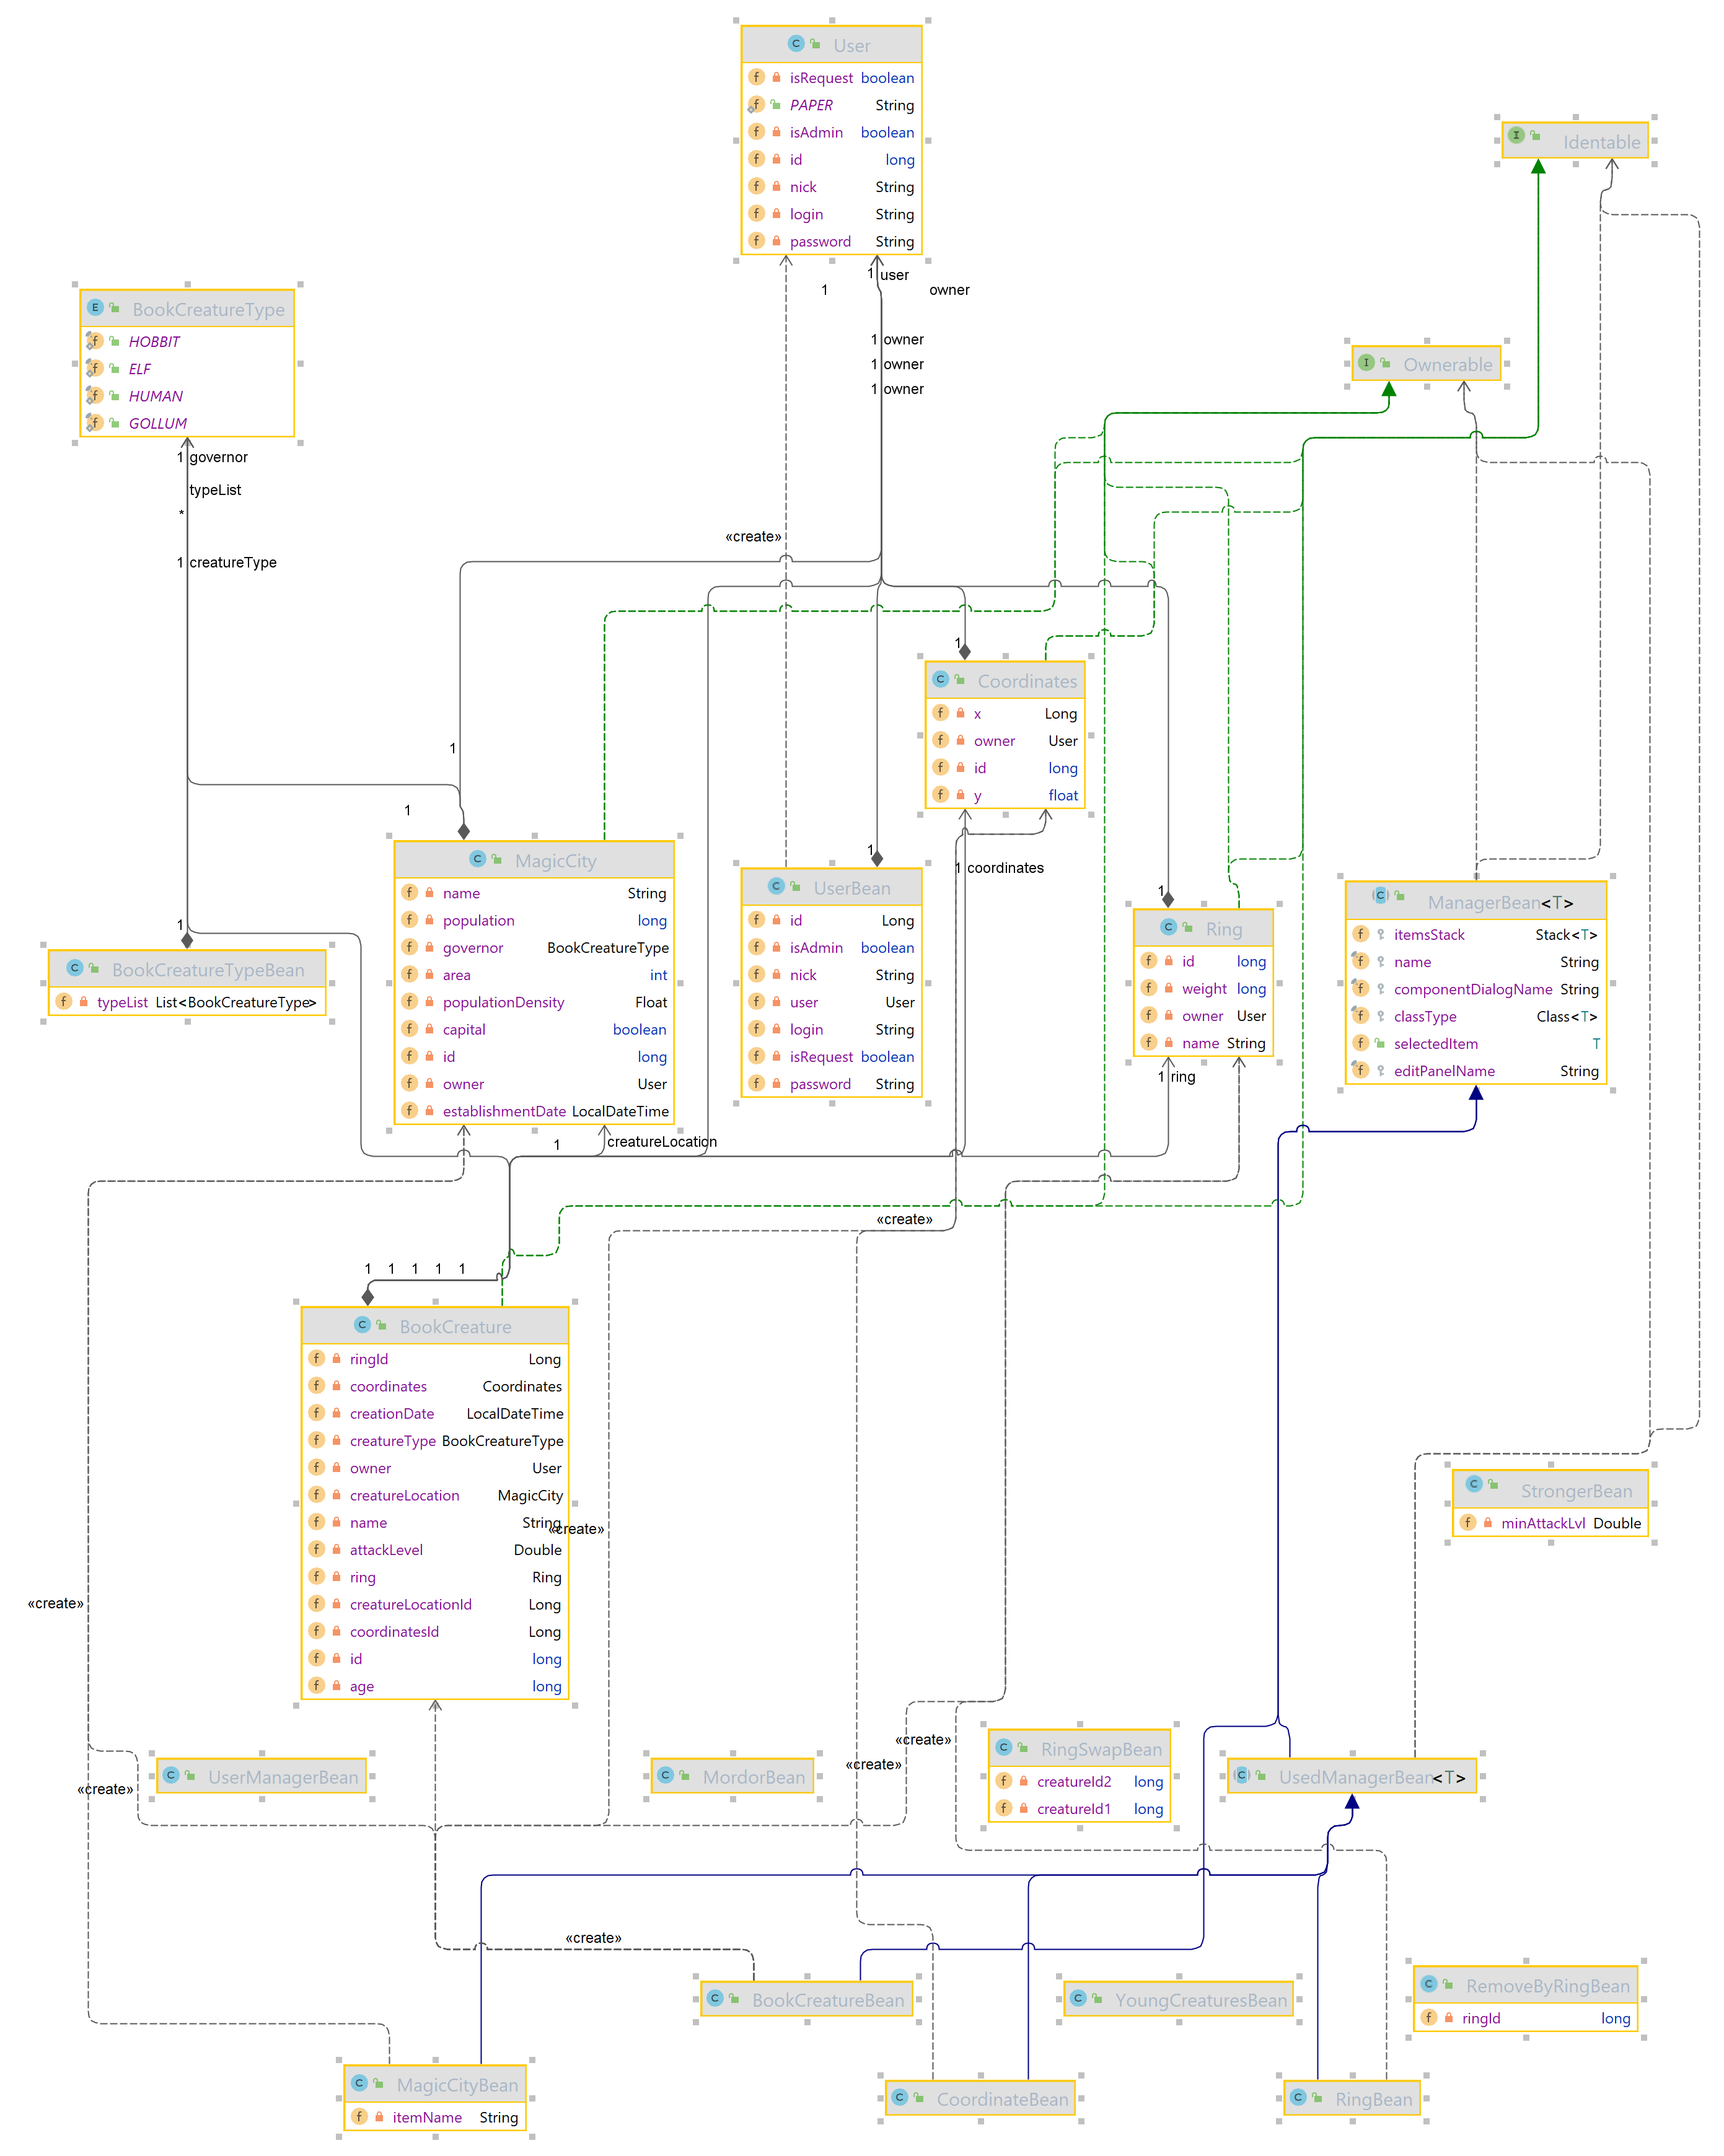 User
isRequest boolean
PAPER String
isAdmin boolean
id long
nick String
login String
password String
Identable
1 user
1
owner
BookCreatureType
HOBBIT
ELF
HUMAN
GOLLUM
1 owner
1 owner
1 owner
Ownerable
1 governor
typeList
*
1 creatureType
«create»
1
Coordinates
x Long
owner User
id long
y float
1
1
1 coordinates
MagicCity
name String
population long
governor BookCreatureType
area int
populationDensity Float
capital boolean
id long
owner User
establishmentDate LocalDateTime
1
UserBean
id Long
isAdmin boolean
nick String
user User
login String
isRequest boolean
password String
1
Ring
id long
weight long
owner User
name String
ManagerBean<T>
itemsStack Stack<T>
name String
componentDialogName String
classType Class<T>
selectedItem T
editPanelName String
1
BookCreatureTypeBean
typeList List<BookCreatureType>
1 ring
1 creatureLocation
«create»
1 1 1 1 1
BookCreature
ringId Long
coordinates Coordinates
creationDate LocalDateTime
creatureType BookCreatureType
owner User
creatureLocation MagicCity
name String
attackLevel Double
ring Ring
creatureLocationId Long
coordinatesId Long
id long
age long
«create»
StrongerBean
minAttackLvl Double
«create»
«create»
«create»
«create»
UserManagerBean
MordorBean
RingSwapBean
creatureId2 long
creatureId1 long
UsedManagerBean<T>
«create»
BookCreatureBean
YoungCreaturesBean
RemoveByRingBean
ringId long
MagicCityBean
itemName String
CoordinateBean
RingBean